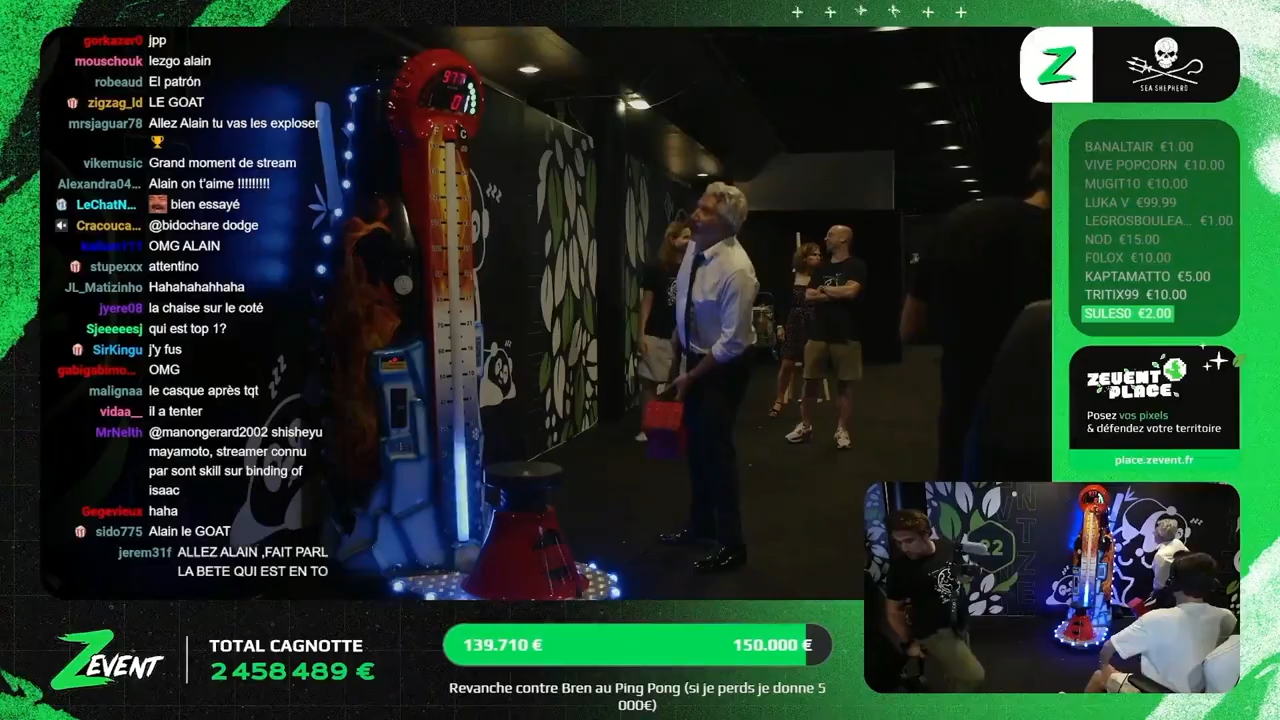 gorkazer0 jpp
mouschouk lezgo alain
robeaud El patrón
zigzag_ld LE GOAT
mrsjaguar78 Allez Alain tu vas les exploser
vikemusic Grand moment de stream
Alexandra04... Alain on t'aime !!!!!!!!!
LeChatN... bien essayé
Cracouca... @bidochare dodge
OMG ALAIN
stupexxx attentino
JL_Matizinho Hahahahahhaha
jyere08 la chaise sur le coté
Sjeeeeesj qui est top 1?
SirKingu j'y fus
gabigabimo... OMG
malignaa le casque après tqt
vidaa__ il a tenter
MrNelth @manongerard2002 shisheyu
mayamoto, streamer connu
par sont skill sur binding of
isaac
Gegevieux haha
sido775 Alain le GOAT
jerem31f ALLEZ ALAIN ,FAIT PARL
LA BETE QUI EST EN TO
977
0
zzz
Z
SEA SHEPHERD
BANALTAIR €1.00
VIVE POPCORN €10.00
MUGIT10 €10.00
LUKA V €99.99
LEGROSBOULEA... €1.00
NOD €15.00
F0LOX €10.00
KAPTAMATTO €5.00
TRITIX99 €10.00
SULES0 €2.00
ZEVENT
PLACE
Posez vos pixels
& défendez votre territoire
place.zevent.fr
ZEVENT
TOTAL CAGNOTTE
2 458 489 €
139.710 € 150.000 €
Revanche contre Bren au Ping Pong (si je perds je donne 5
000€)